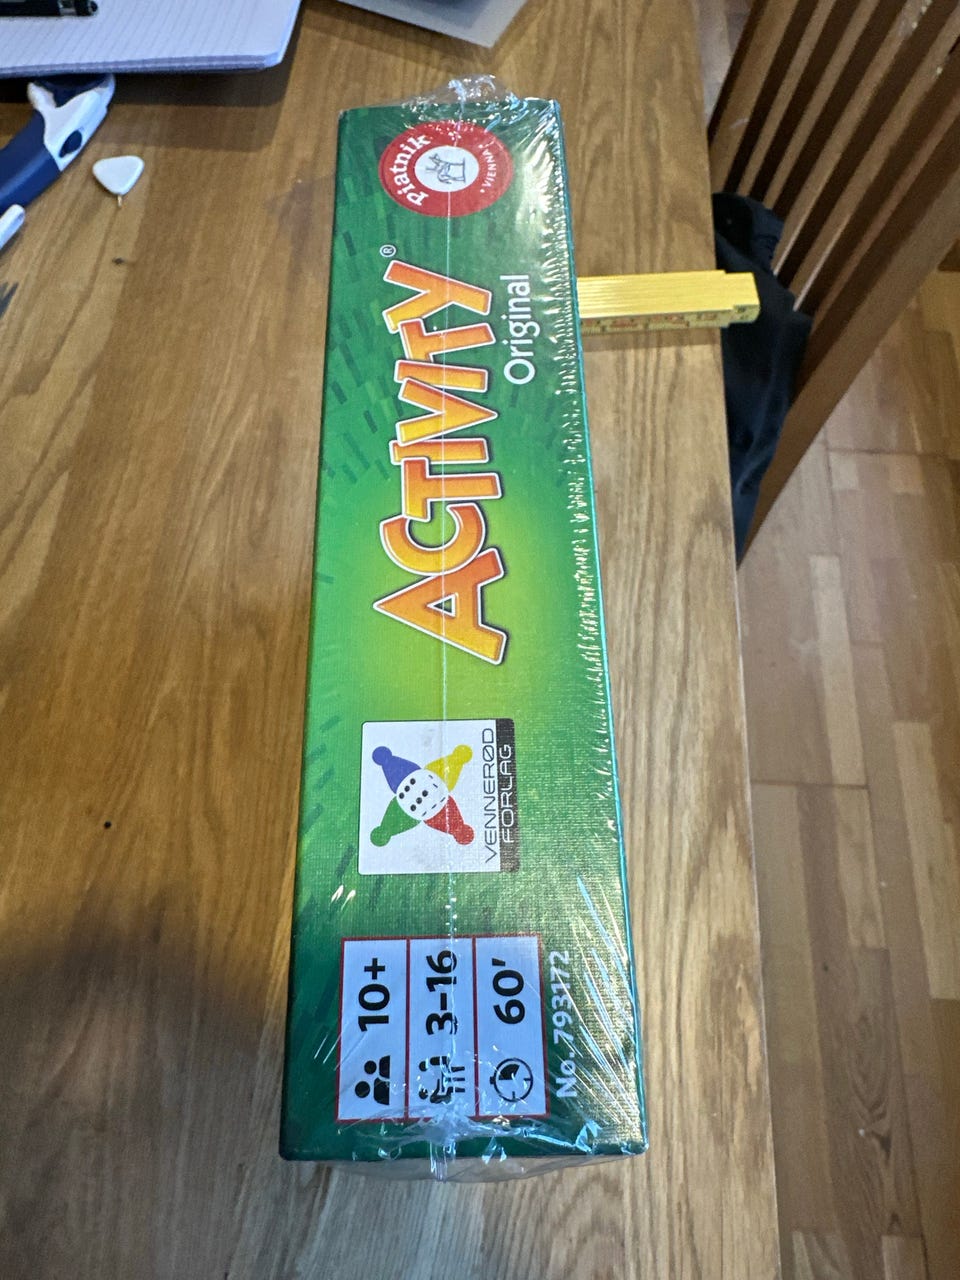 Piatnik
• VIENNA •
ACTIVITY®
Original
VENNERØD
FORLAG
10+
3–16
60'
No. 793172